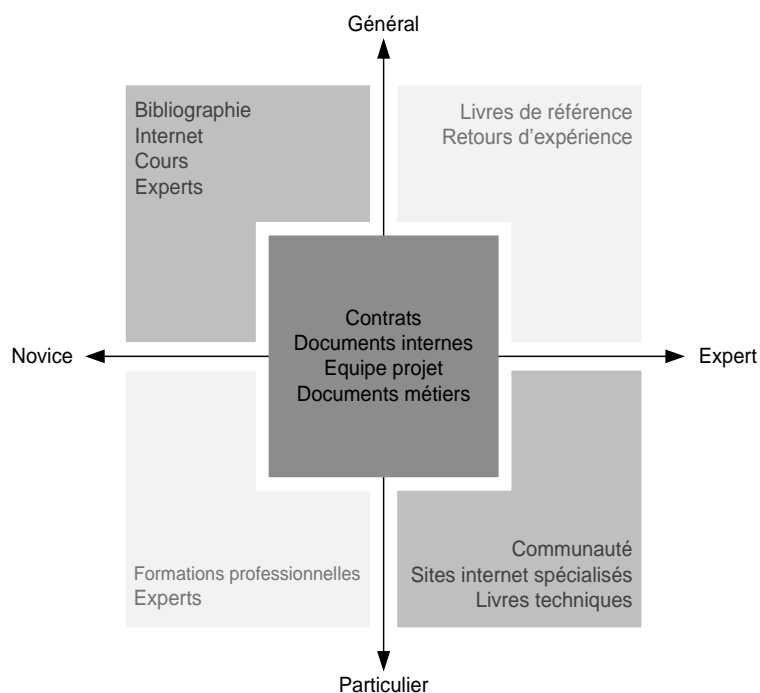 Général
Bibliographie
Internet
Cours
Experts
Livres de référence
Retours d'expérience
Contrats
Documents internes
Equipe projet
Documents métiers
Novice
Expert
Formations professionnelles
Experts
Communauté
Sites internet spécialisés
Livres techniques
Particulier